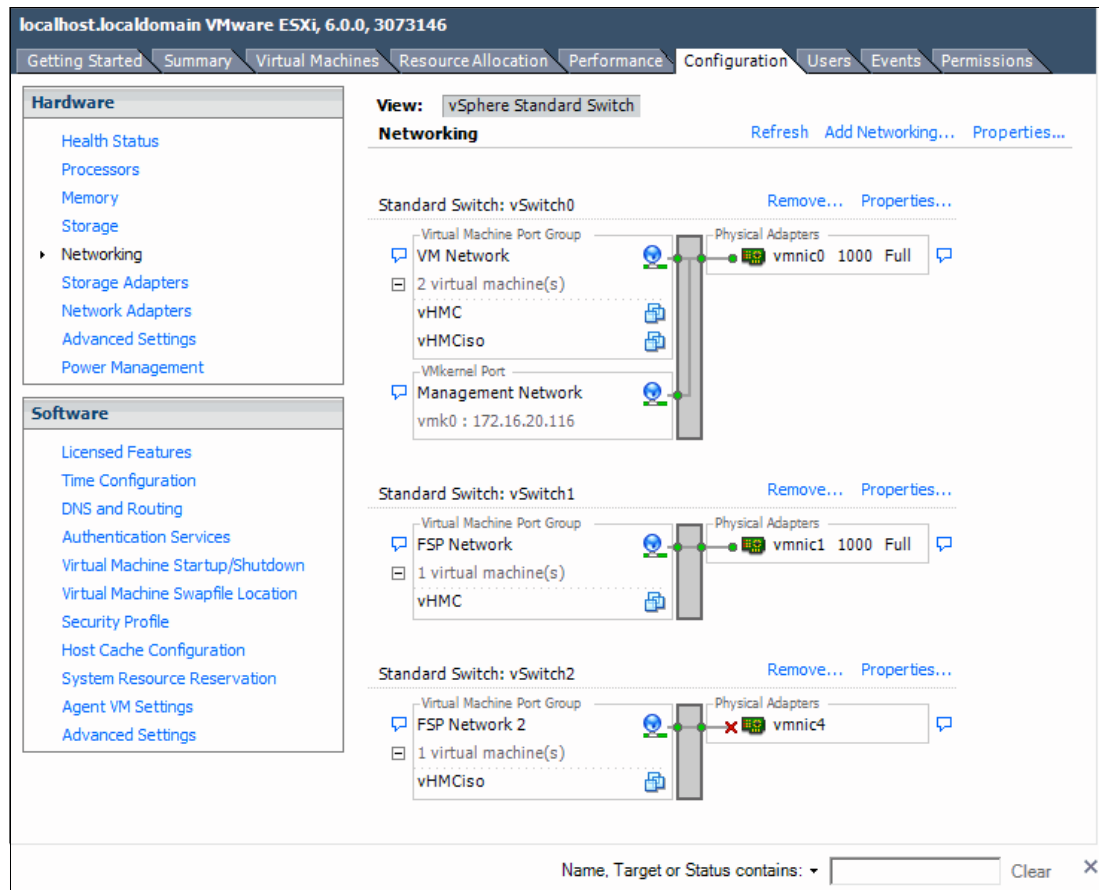 localhost.localdomain VMware ESXi, 6.0.0, 3073146
Getting Started Summary Virtual Machines Resource Allocation Performance Configuration Users Events Permissions
Hardware
Health Status
Processors
Memory
Storage
Networking
Storage Adapters
Network Adapters
Advanced Settings
Power Management
Software
Licensed Features
Time Configuration
DNS and Routing
Authentication Services
Virtual Machine Startup/Shutdown
Virtual Machine Swapfile Location
Security Profile
Host Cache Configuration
System Resource Reservation
Agent VM Settings
Advanced Settings
View: vSphere Standard Switch
Networking Refresh Add Networking... Properties...
Standard Switch: vSwitch0 Remove... Properties...
Virtual Machine Port Group Physical Adapters
VM Network vmnic0 1000 Full
2 virtual machine(s)
vHMC
vHMCiso
VMkernel Port
Management Network
vmk0 : 172.16.20.116
Standard Switch: vSwitch1 Remove... Properties...
Virtual Machine Port Group Physical Adapters
FSP Network vmnic1 1000 Full
1 virtual machine(s)
vHMC
Standard Switch: vSwitch2 Remove... Properties...
Virtual Machine Port Group Physical Adapters
FSP Network 2 vmnic4
1 virtual machine(s)
vHMCiso
Name, Target or Status contains: Clear